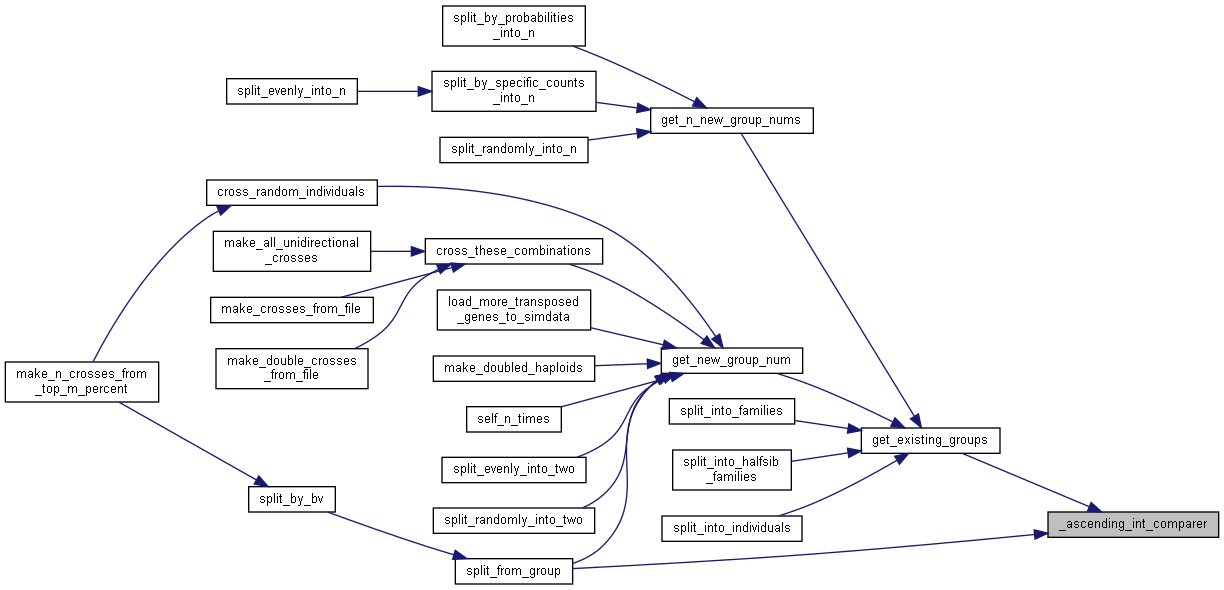 split_by_probabilities
_into_n
split_evenly_into_n
split_by_specific_counts
_into_n
get_n_new_group_nums
split_randomly_into_n
cross_random_individuals
make_all_unidirectional
_crosses
cross_these_combinations
make_crosses_from_file
load_more_transposed
_genes_to_simdata
make_double_crosses
_from_file
get_new_group_num
make_n_crosses_from
_top_m_percent
make_doubled_haploids
split_into_families
self_n_times
get_existing_groups
split_evenly_into_two
split_into_halfsib
_families
split_by_bv
split_randomly_into_two
split_into_individuals
_ascending_int_comparer
split_from_group